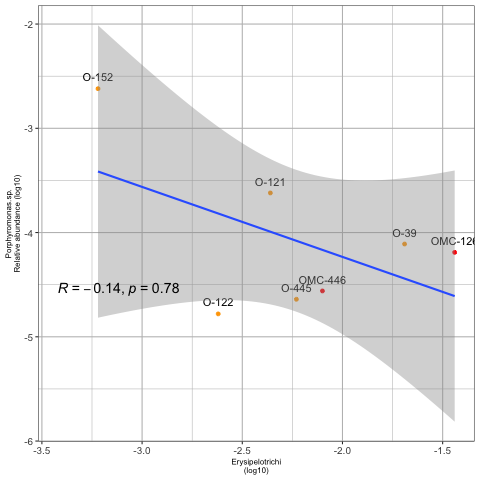 Porphyromonas.sp.
Relative abundance (log10)
-2
-3
-4
-5
-6
O-152
O-121
O-39
OMC-126
OMC-446
O-445
O-122
R = −0.14, p = 0.78
-3.5
-3.0
-2.5
-2.0
-1.5
Erysipelotrichi
(log10)